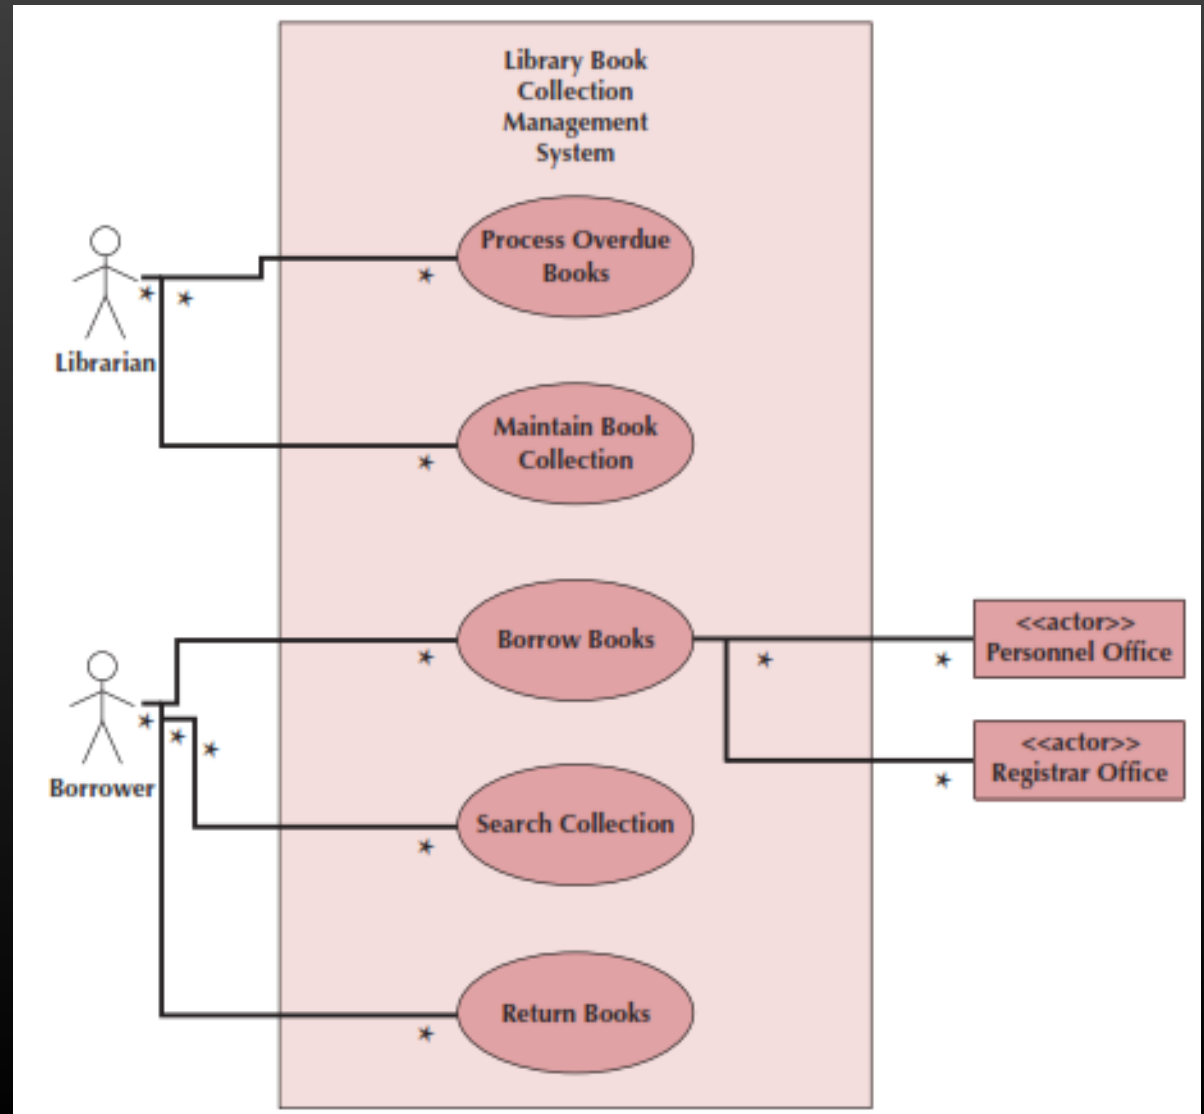 Library Book
Collection
Management
System
Process Overdue
Books
*
*
*
Librarian
Maintain Book
Collection
*
Borrow Books
*
*
*
<<actor>>
Personnel Office
*
*
*
Borrower
<<actor>>
Registrar Office
*
Search Collection
*
Return Books
*